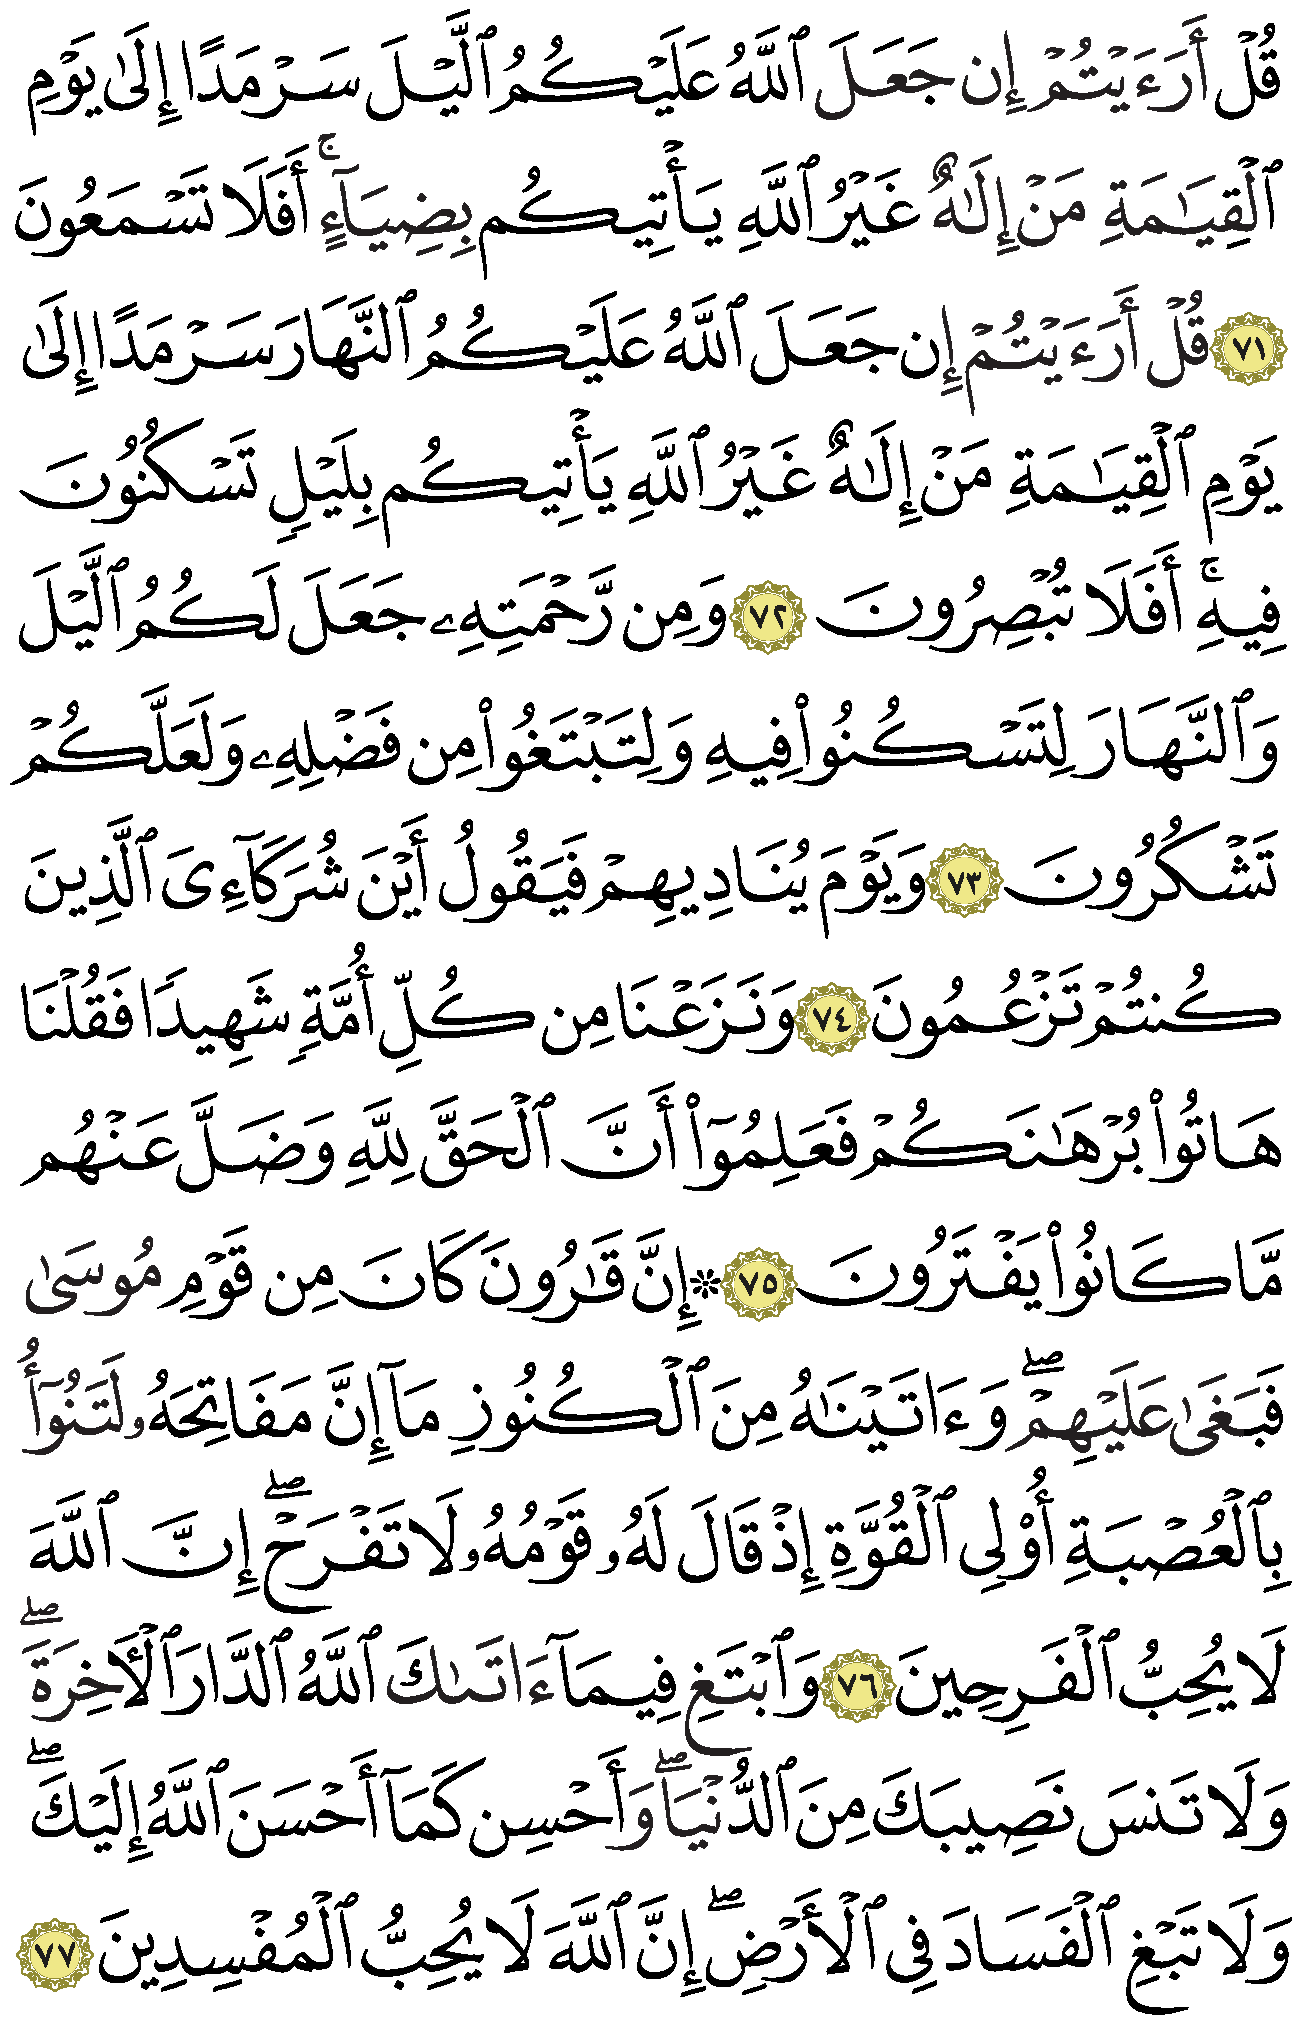 قُلْ أَرَءَيْتُمْ إِن جَعَلَ ٱللَّهُ عَلَيْكُمُ ٱلَّيْلَ سَرْمَدًا إِلَىٰ يَوْمِ
ٱلْقِيَـٰمَةِ مَنْ إِلَـٰهٌ غَيْرُ ٱللَّهِ يَأْتِيكُم بِضِيَآءٍ ۚ أَفَلَا تَسْمَعُونَ
٧١ قُلْ أَرَءَيْتُمْ إِن جَعَلَ ٱللَّهُ عَلَيْكُمُ ٱلنَّهَارَ سَرْمَدًا إِلَىٰ
يَوْمِ ٱلْقِيَـٰمَةِ مَنْ إِلَـٰهٌ غَيْرُ ٱللَّهِ يَأْتِيكُم بِلَيْلٍ تَسْكُنُونَ
فِيهِ ۚ أَفَلَا تُبْصِرُونَ ٧٢ وَمِن رَّحْمَتِهِۦ جَعَلَ لَكُمُ ٱلَّيْلَ
وَٱلنَّهَارَ لِتَسْكُنُوا۟ فِيهِ وَلِتَبْتَغُوا۟ مِن فَضْلِهِۦ وَلَعَلَّكُمْ
تَشْكُرُونَ ٧٣ وَيَوْمَ يُنَادِيهِمْ فَيَقُولُ أَيْنَ شُرَكَآءِىَ ٱلَّذِينَ
كُنتُمْ تَزْعُمُونَ ٧٤ وَنَزَعْنَا مِن كُلِّ أُمَّةٍ شَهِيدًا فَقُلْنَا
هَاتُوا۟ بُرْهَـٰنَكُمْ فَعَلِمُوٓا۟ أَنَّ ٱلْحَقَّ لِلَّهِ وَضَلَّ عَنْهُم
مَّا كَانُوا۟ يَفْتَرُونَ ٧٥ ۞ إِنَّ قَـٰرُونَ كَانَ مِن قَوْمِ مُوسَىٰ
فَبَغَىٰ عَلَيْهِمْ ۖ وَءَاتَيْنَـٰهُ مِنَ ٱلْكُنُوزِ مَآ إِنَّ مَفَاتِحَهُۥ لَتَنُوٓأُ
بِٱلْعُصْبَةِ أُو۟لِى ٱلْقُوَّةِ إِذْ قَالَ لَهُۥ قَوْمُهُۥ لَا تَفْرَحْ ۖ إِنَّ ٱللَّهَ
لَا يُحِبُّ ٱلْفَرِحِينَ ٧٦ وَٱبْتَغِ فِيمَآ ءَاتَىٰكَ ٱللَّهُ ٱلدَّارَ ٱلْـَٔاخِرَةَ ۖ
وَلَا تَنسَ نَصِيبَكَ مِنَ ٱلدُّنْيَا ۖ وَأَحْسِن كَمَآ أَحْسَنَ ٱللَّهُ إِلَيْكَ ۖ
وَلَا تَبْغِ ٱلْفَسَادَ فِى ٱلْأَرْضِ ۖ إِنَّ ٱللَّهَ لَا يُحِبُّ ٱلْمُفْسِدِينَ ٧٧